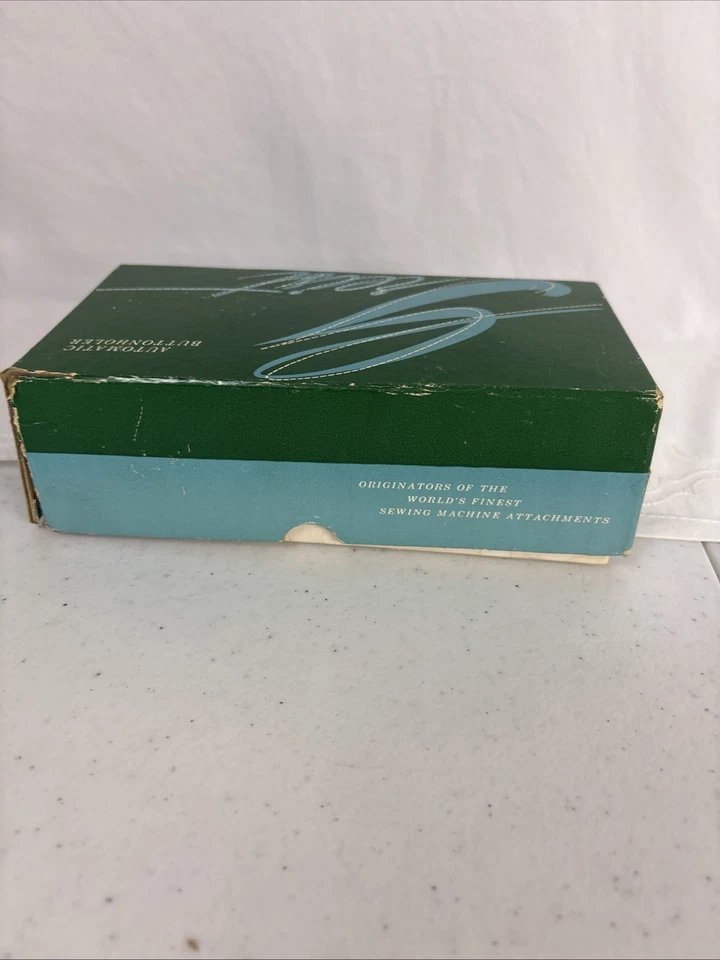 AUTOMATIC
BUTTONHOLER
ORIGINATORS OF THE
WORLD'S FINEST
SEWING MACHINE ATTACHMENTS